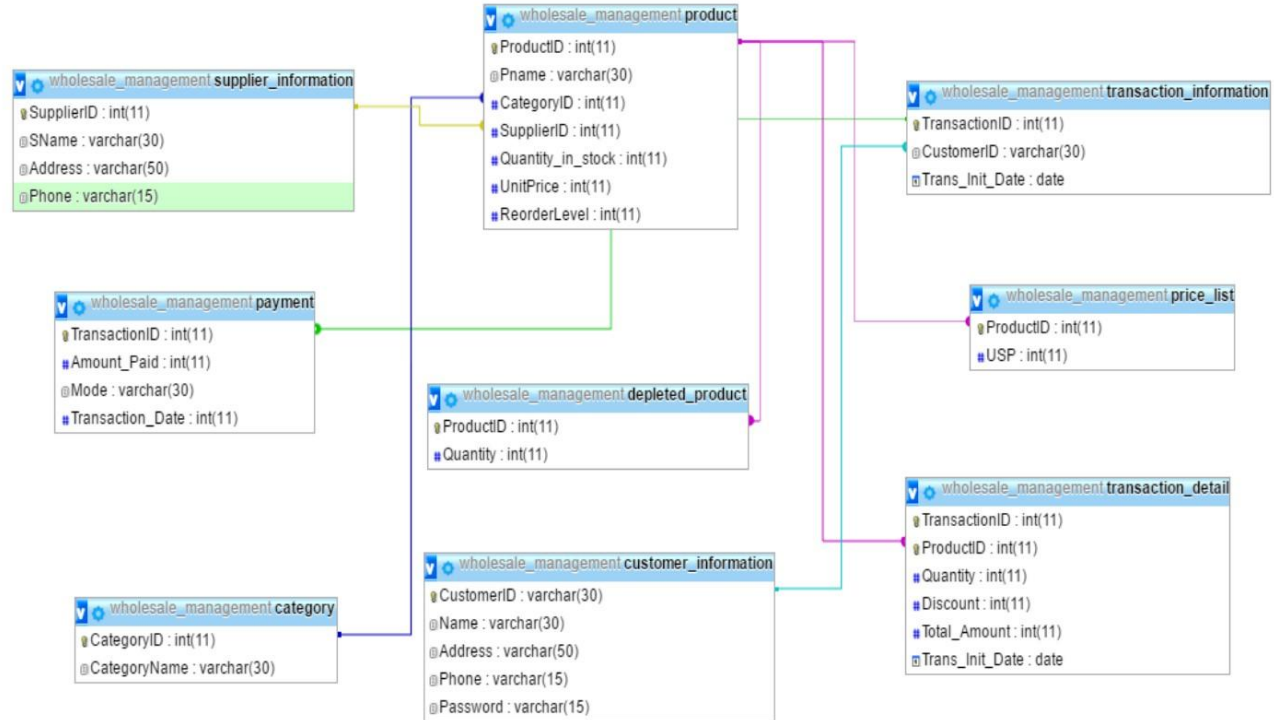 wholesale_management product
ProductID : int(11)
Pname : varchar(30)
CategoryID : int(11)
SupplierID : int(11)
Quantity_in_stock : int(11)
UnitPrice : int(11)
ReorderLevel : int(11)
wholesale_management supplier_information
SupplierID : int(11)
SName : varchar(30)
Address : varchar(50)
Phone : varchar(15)
wholesale_management transaction_information
TransactionID : int(11)
CustomerID : varchar(30)
Trans_Init_Date : date
wholesale_management payment
TransactionID : int(11)
Amount_Paid : int(11)
Mode : varchar(30)
Transaction_Date : int(11)
wholesale_management price_list
ProductID : int(11)
USP : int(11)
wholesale_management depleted_product
ProductID : int(11)
Quantity : int(11)
wholesale_management transaction_detail
TransactionID : int(11)
ProductID : int(11)
Quantity : int(11)
Discount : int(11)
Total_Amount : int(11)
Trans_Init_Date : date
wholesale_management category
CategoryID : int(11)
CategoryName : varchar(30)
wholesale_management customer_information
CustomerID : varchar(30)
Name : varchar(30)
Address : varchar(50)
Phone : varchar(15)
Password : varchar(15)